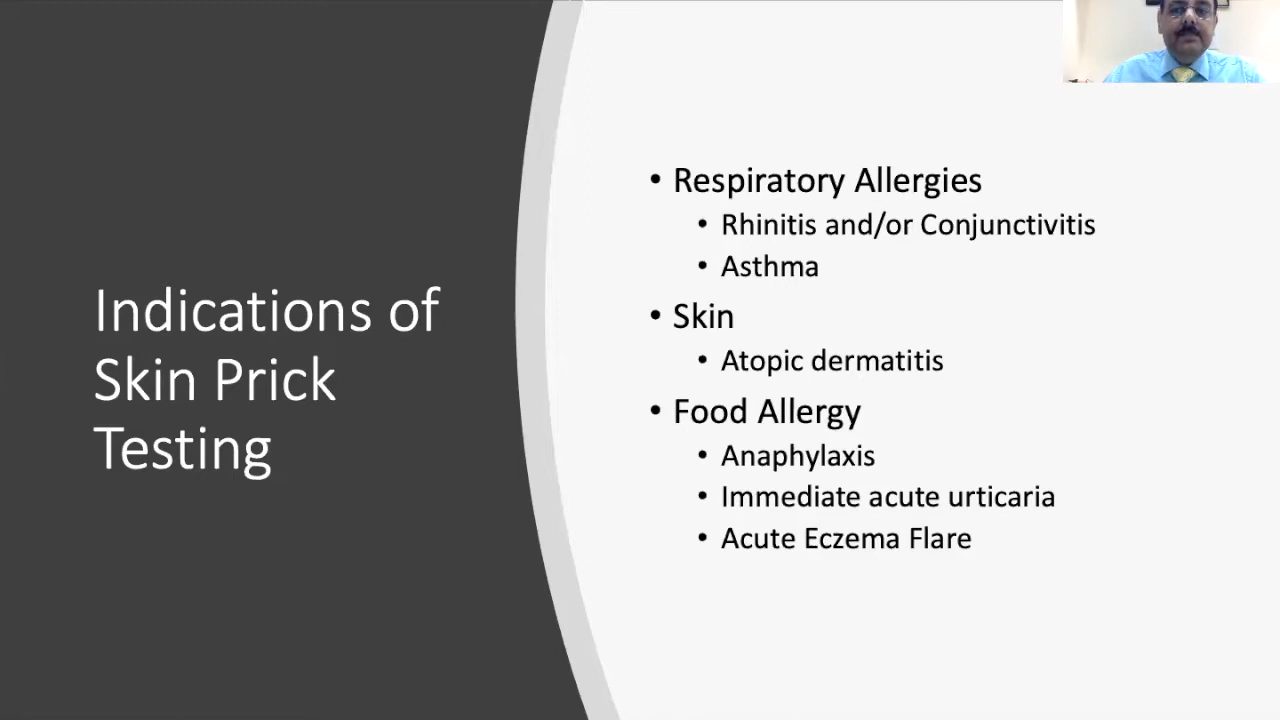 Indications of
Skin Prick
Testing
• Respiratory Allergies
• Rhinitis and/or Conjunctivitis
• Asthma
• Skin
• Atopic dermatitis
• Food Allergy
• Anaphylaxis
• Immediate acute urticaria
• Acute Eczema Flare